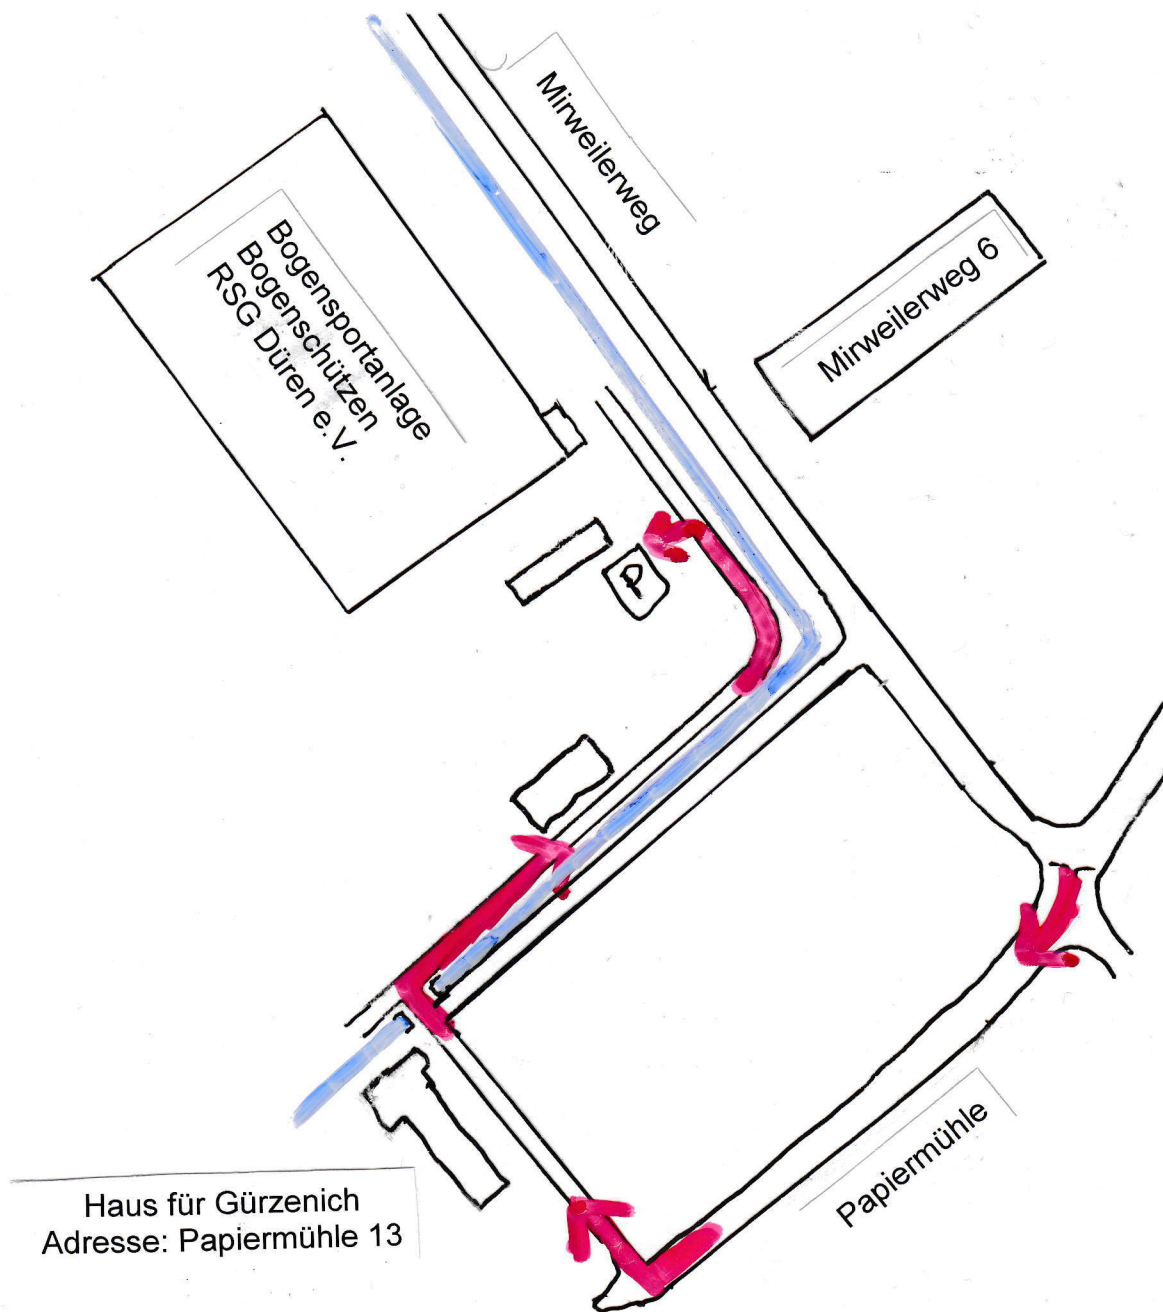 Mirweilerweg
Bogensportanlage
Bogenschützen
RSG Düren e.V.
Mirweilerweg 6
P
Papiermühle
Haus für Gürzenich
Adresse: Papiermühle 13